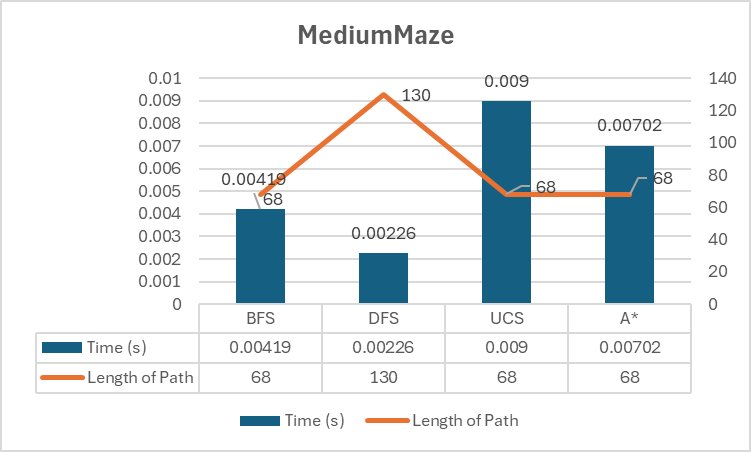 MediumMaze
0.01 0.009 140
0.009 130 120
0.008 0.00702 100
0.007
0.006 0.00419 68 68 80
0.005 68
0.004 0.00226 60
0.003 40
0.002
0.001 20
0 0
BFS DFS UCS A*
Time (s) 0.00419 0.00226 0.009 0.00702
Length of Path 68 130 68 68
Time (s) Length of Path